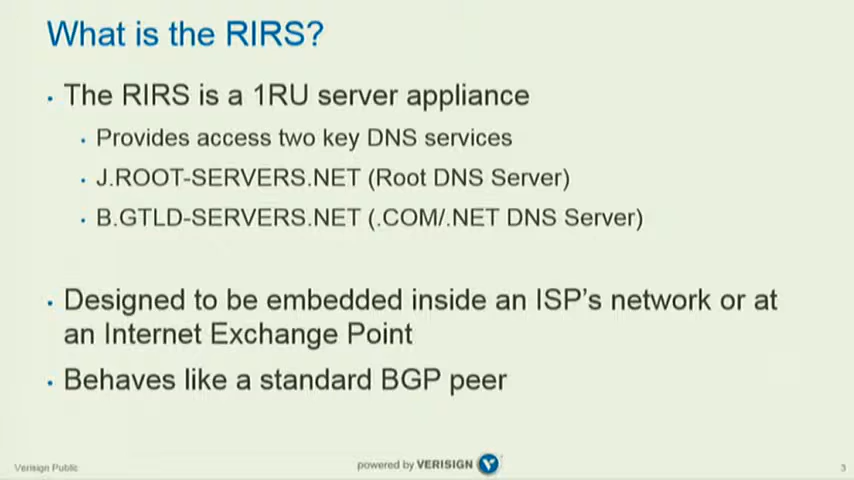 What is the RIRS?
• The RIRS is a 1RU server appliance
• Provides access two key DNS services
• J.ROOT-SERVERS.NET (Root DNS Server)
• B.GTLD-SERVERS.NET (.COM/.NET DNS Server)
• Designed to be embedded inside an ISP's network or at
an Internet Exchange Point
• Behaves like a standard BGP peer
Verisign Public
powered by VERISIGN
3